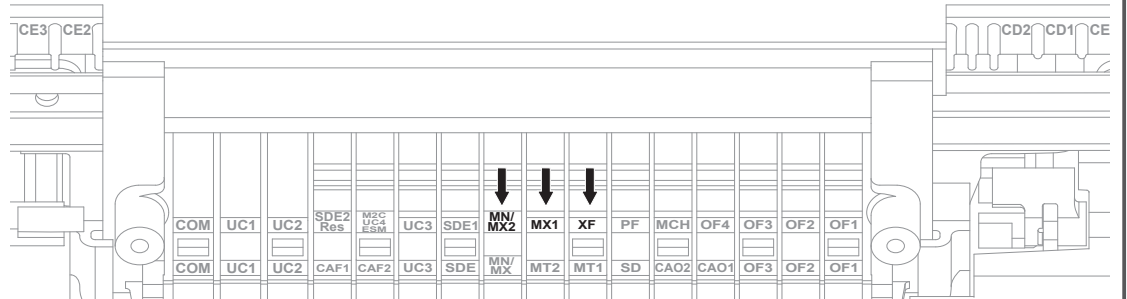 CE3 CE2 CD2 CD1 CE
COM UC1 UC2 SDE2 Res M2C UC4 ESM UC3 SDE1 MN/ MX2 MX1 XF PF MCH OF4 OF3 OF2 OF1
COM UC1 UC2 CAF1 CAF2 UC3 SDE MN/ MX MT2 MT1 SD CAO2 CAO1 OF3 OF2 OF1